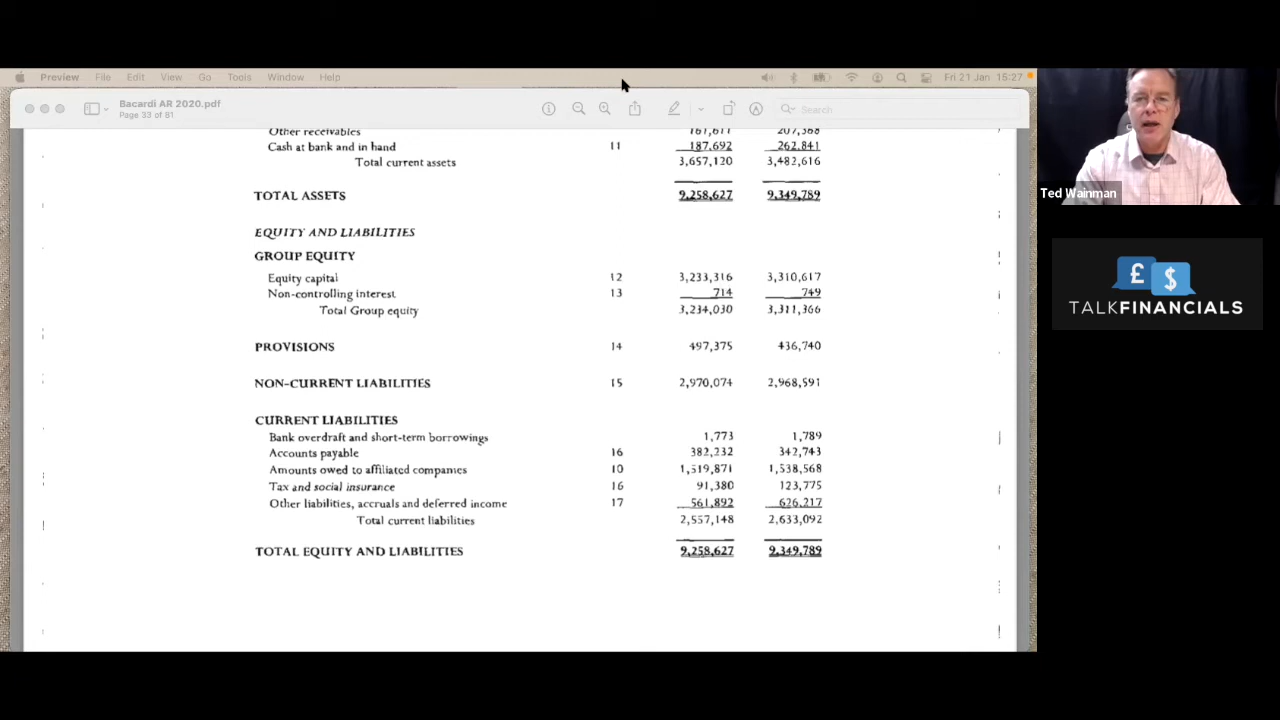 Preview File Edit View Go Tools Window Help Fri 21 Jan 15:27
Bacardi AR 2020.pdf
Page 33 of 81
Search
Other receivables 161,611 207,368
Cash at bank and in hand 11 187,692 262,841
Total current assets 3,657,120 3,482,616
TOTAL ASSETS 9,258,627 9,349,789
EQUITY AND LIABILITIES
GROUP EQUITY
Equity capital 12 3,233,316 3,310,617
Non-controlling interest 13 714 749
Total Group equity 3,234,030 3,311,366
PROVISIONS 14 497,375 436,740
NON-CURRENT LIABILITIES 15 2,970,074 2,968,591
CURRENT LIABILITIES
Bank overdraft and short-term borrowings 1,773 1,789
Accounts payable 16 382,232 342,743
Amounts owed to affiliated companies 10 1,519,871 1,538,568
Tax and social insurance 16 91,380 123,775
Other liabilities, accruals and deferred income 17 561,892 626,217
Total current liabilities 2,557,148 2,633,092
TOTAL EQUITY AND LIABILITIES 9,258,627 9,349,789
Ted Wainman
£ $
TALKFINANCIALS